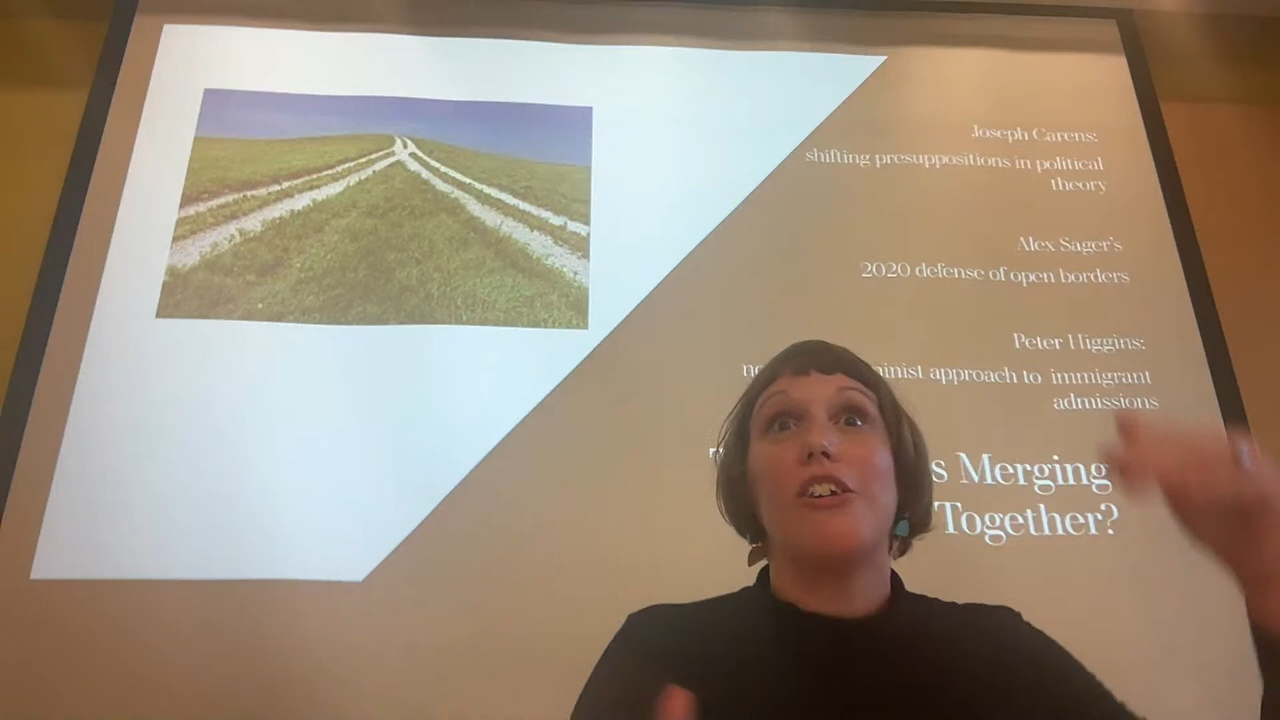 Joseph Carens:
shifting presuppositions in political
theory
Alex Sager's
2020 defense of open borders
Peter Higgins:
approach to immigrant
admissions
Merging
Together?